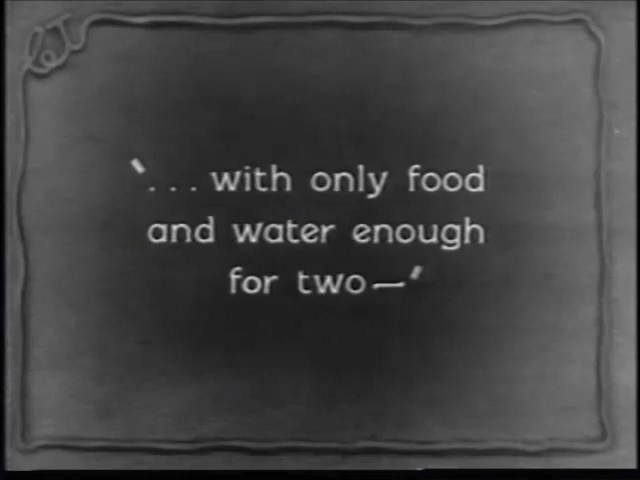 ‵... with only food
and water enough
for two—′